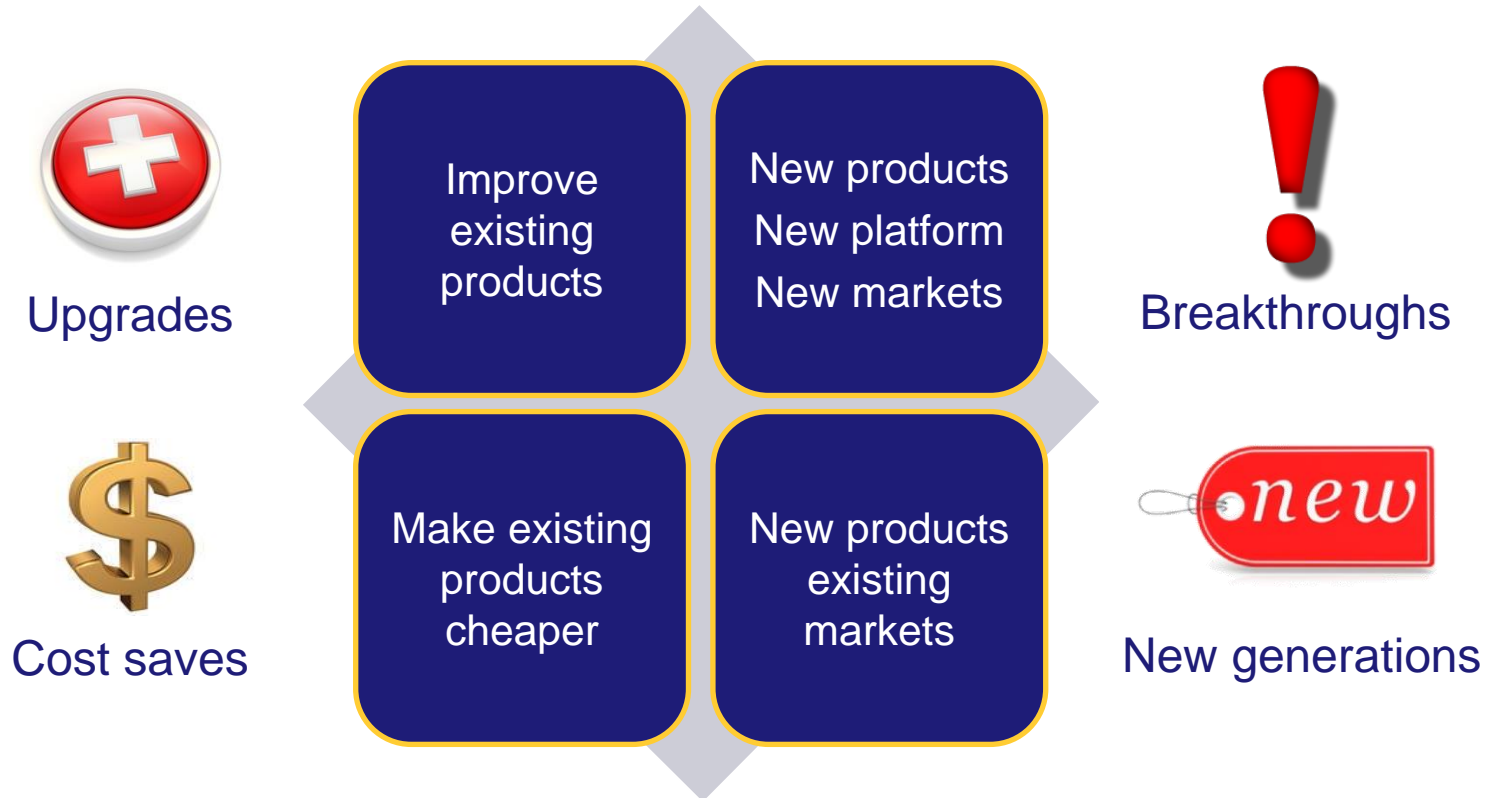 Upgrades
Improve
existing
products
New products
New platform
New markets
Breakthroughs
$
Cost saves
Make existing
products
cheaper
New products
existing
markets
new
New generations